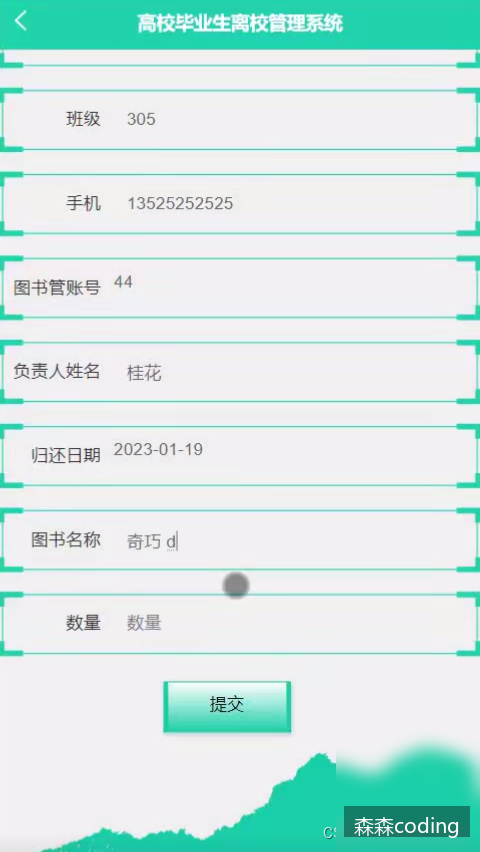 高校毕业生离校管理系统
班级 305
手机 13525252525
图书管账号 44
负责人姓名 桂花
归还日期 2023-01-19
图书名称 奇巧 d
数量 数量
提交
CS
森森coding